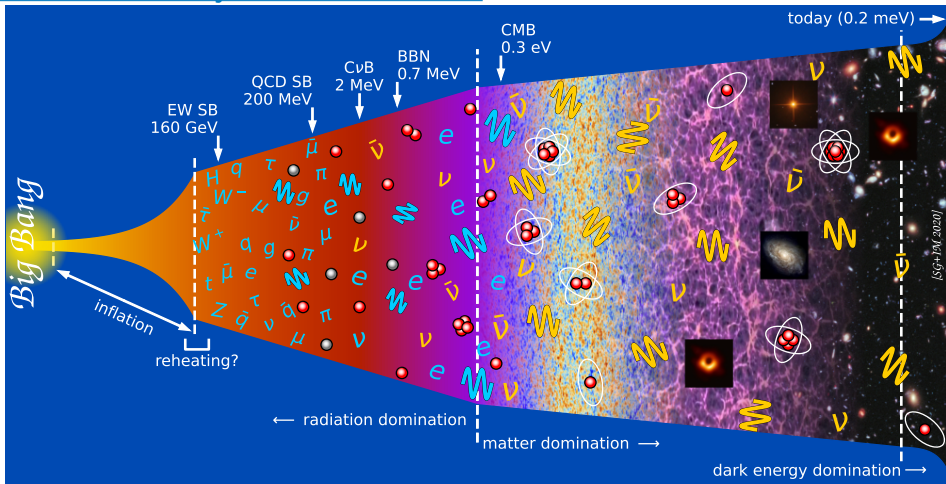 today (0.2 meV)
CMB
0.3 eV
BBN
0.7 MeV
CνB
2 MeV
QCD SB
200 MeV
EW SB
160 GeV
Big Bang
inflation
reheating?
H q τ μ̄ π g
W⁻ μ e
τ̄ ν̄ μ
W⁺ q g π ν
t μ̄ e e e
Z τ q̄ π
q̄ ν μ ν
ν̄ e ν e ν̄ ν e
ν e ν̄ ν
ν̄ ν ν̄ ν̄ ν ν ν̄ ν
[SG+VM 2020]
← radiation domination
matter domination →
dark energy domination →